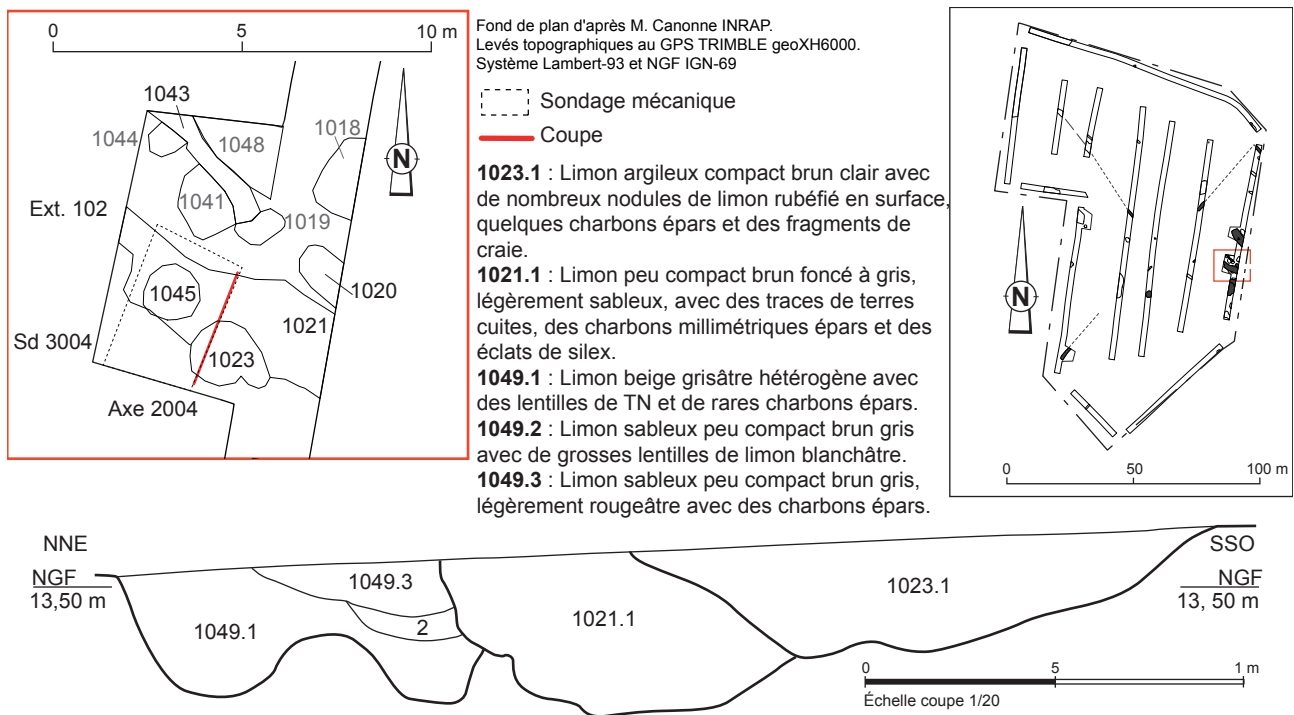 0 5 10 m
1043
1044
1048
1018
N
1041
Ext. 102
1019
1045
1020
1021
Sd 3004
1023
Axe 2004
Fond de plan d'après M. Canonne INRAP.
Levés topographiques au GPS TRIMBLE geoXH6000.
Système Lambert-93 et NGF IGN-69
Sondage mécanique
Coupe
1023.1 : Limon argileux compact brun clair avec
de nombreux nodules de limon rubéfié en surface,
quelques charbons épars et des fragments de
craie.
1021.1 : Limon peu compact brun foncé à gris,
légèrement sableux, avec des traces de terres
cuites, des charbons millimétriques épars et des
éclats de silex.
1049.1 : Limon beige grisâtre hétérogène avec
des lentilles de TN et de rares charbons épars.
1049.2 : Limon sableux peu compact brun gris
avec de grosses lentilles de limon blanchâtre.
1049.3 : Limon sableux peu compact brun gris,
légèrement rougeâtre avec des charbons épars.
N
0 50 100 m
NNE
SSO
NGF
13,50 m
1049.3
1049.1
2
1021.1
1023.1
NGF
13, 50 m
0 5 1 m
Échelle coupe 1/20